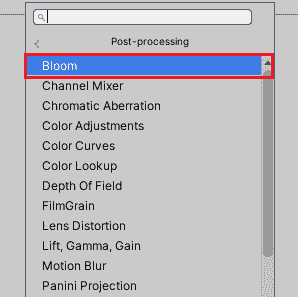 Post-processing
Bloom
Channel Mixer
Chromatic Aberration
Color Adjustments
Color Curves
Color Lookup
Depth Of Field
FilmGrain
Lens Distortion
Lift, Gamma, Gain
Motion Blur
Panini Projection